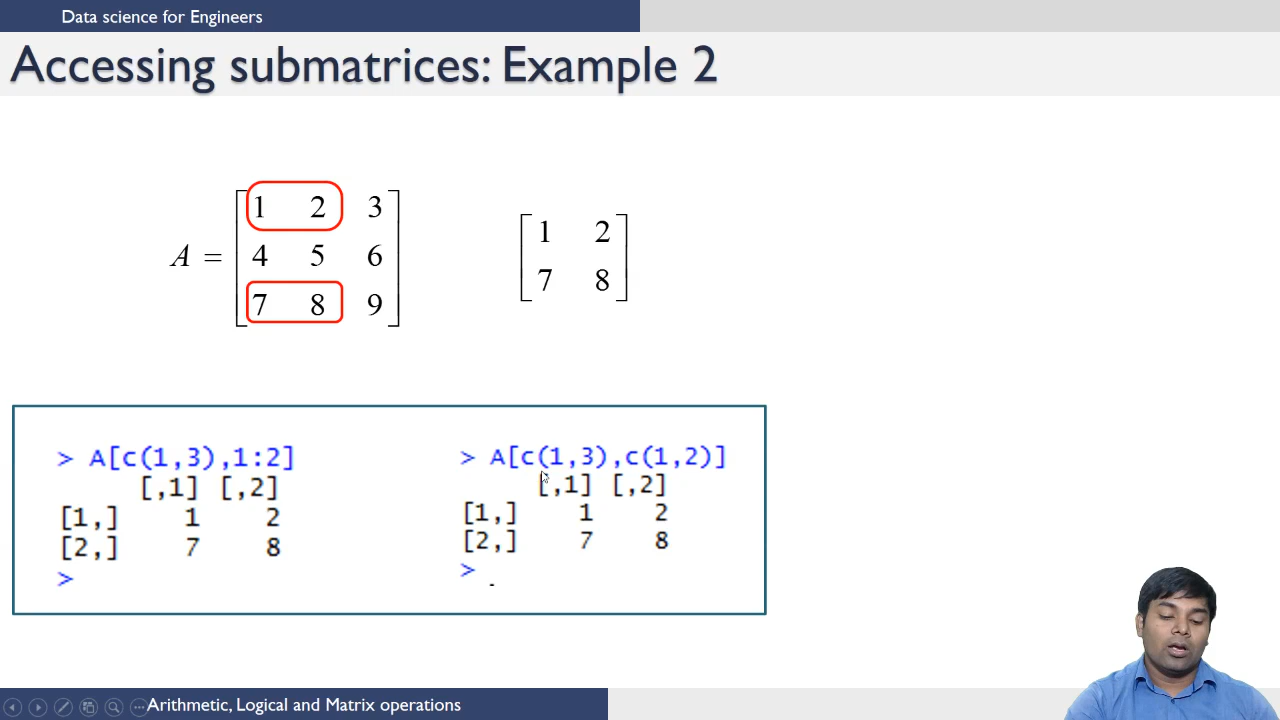 Data science for Engineers
Accessing submatrices: Example 2
A = [1 2 3
4 5 6
7 8 9]
[1 2
7 8]
> A[c(1,3),1:2]
[,1] [,2]
[1,] 1 2
[2,] 7 8
>
> A[c(1,3),c(1,2)]
[,1] [,2]
[1,] 1 2
[2,] 7 8
>
Arithmetic, Logical and Matrix operations